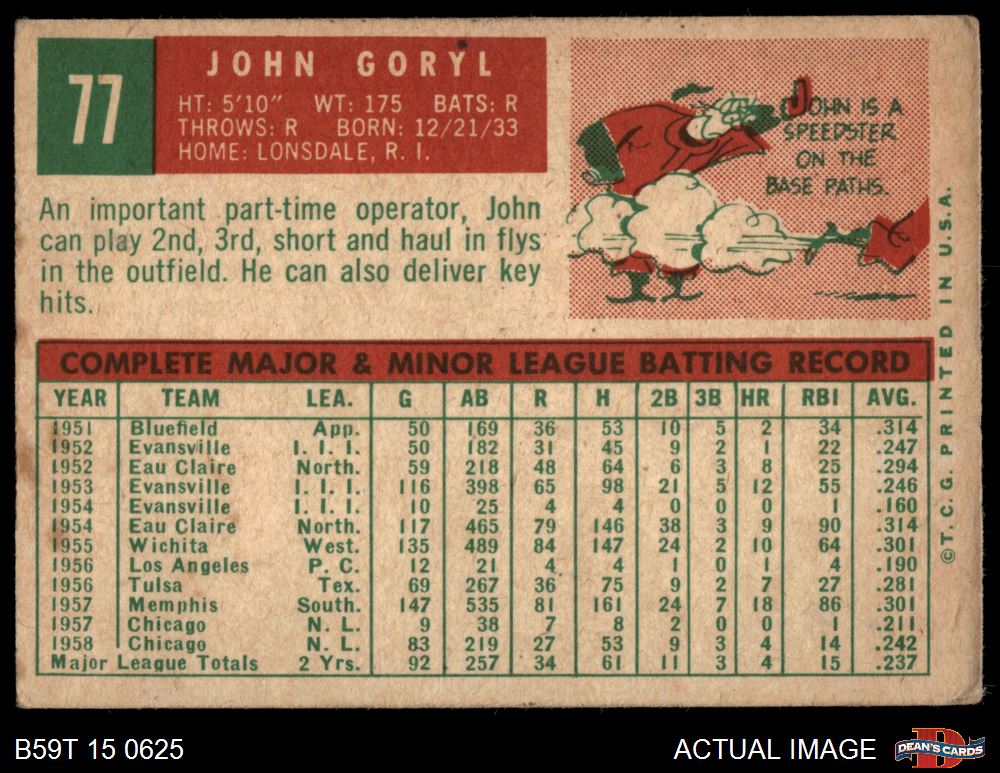 77
JOHN GORYL
HT: 5'10" WT: 175 BATS: R
THROWS: R BORN: 12/21/33
HOME: LONSDALE, R. I.
JOHN IS A
SPEEDSTER
ON THE
BASE PATHS.
An important part-time operator, John
can play 2nd, 3rd, short and haul in flys
in the outfield. He can also deliver key
hits.
COMPLETE MAJOR & MINOR LEAGUE BATTING RECORD
YEAR TEAM LEA. G AB R H 2B 3B HR RBI AVG.
1951 Bluefield App. 50 169 36 53 10 5 2 34 .314
1952 Evansville I. I. I. 50 182 31 45 9 2 1 22 .247
1952 Eau Claire North. 59 218 48 64 6 3 8 25 .294
1953 Evansville I. I. I. 116 398 65 98 21 5 12 55 .246
1954 Evansville I. I. I. 10 25 4 4 0 0 0 1 .160
1954 Eau Claire North. 117 465 79 146 38 3 9 90 .314
1955 Wichita West. 135 489 84 147 24 2 10 64 .301
1956 Los Angeles P. C. 12 21 4 4 1 0 1 4 .190
1956 Tulsa Tex. 69 267 36 75 9 2 7 27 .281
1957 Memphis South. 147 535 81 161 24 7 18 86 .301
1957 Chicago N. L. 9 38 7 8 2 0 0 1 .211
1958 Chicago N. L. 83 219 27 53 9 3 4 14 .242
Major League Totals 2 Yrs. 92 257 34 61 11 3 4 15 .237
©T. C. G. PRINTED IN U.S.A.
B59T 15 0625
ACTUAL IMAGE
DEAN'S CARDS